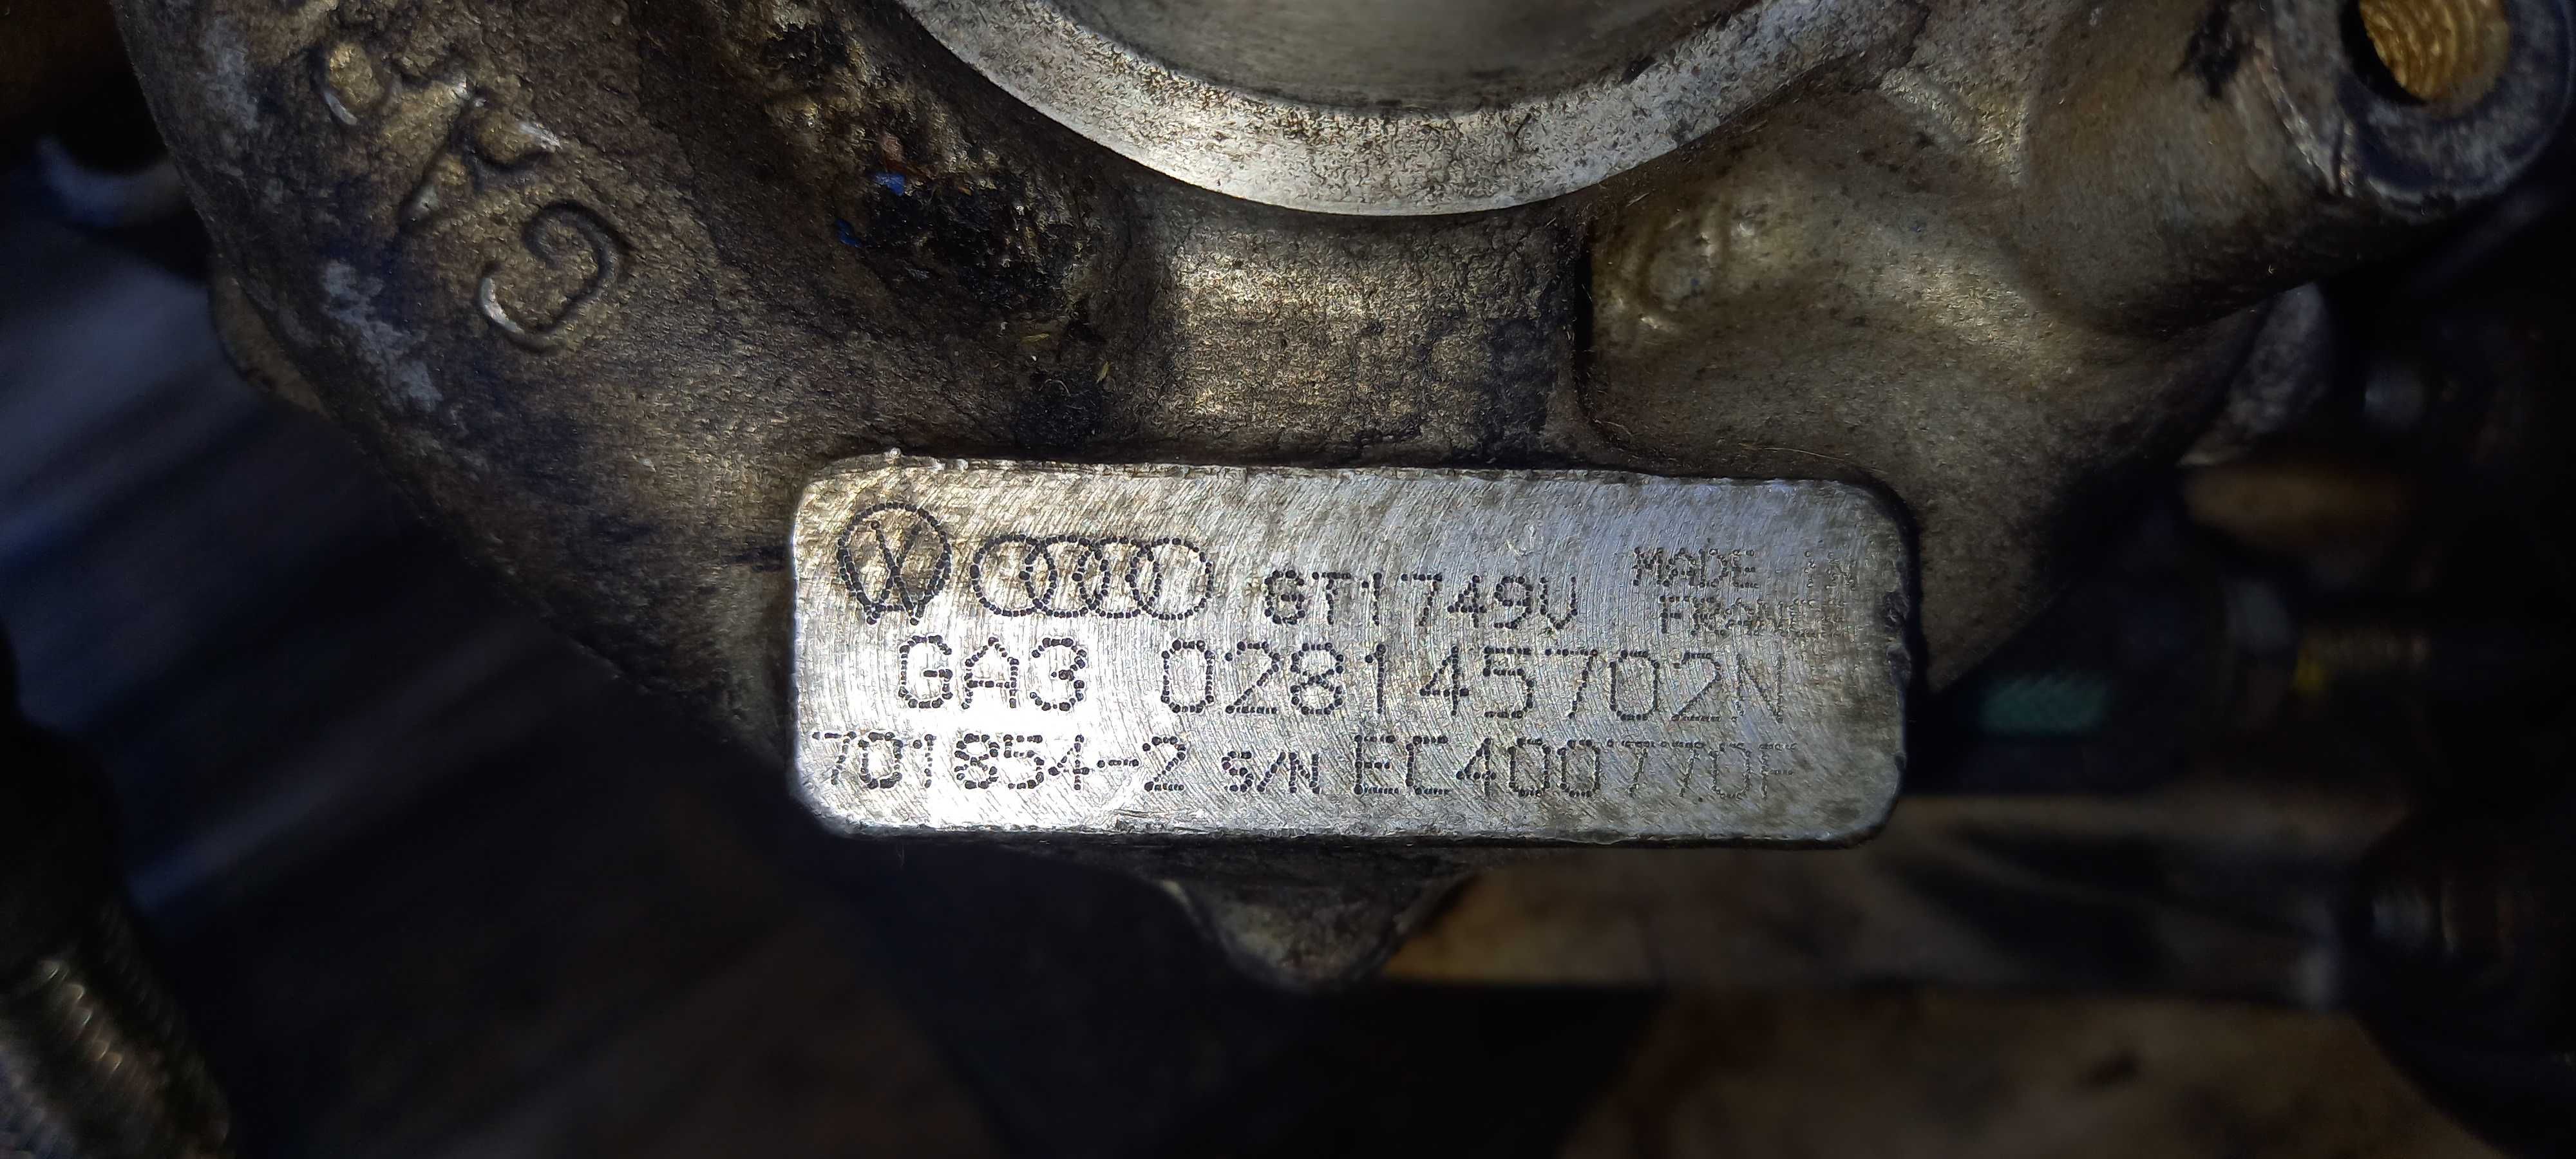 GT1749V MADE IN
FRANCE
GA3 028145702N
701854-2 S/N EC400770F